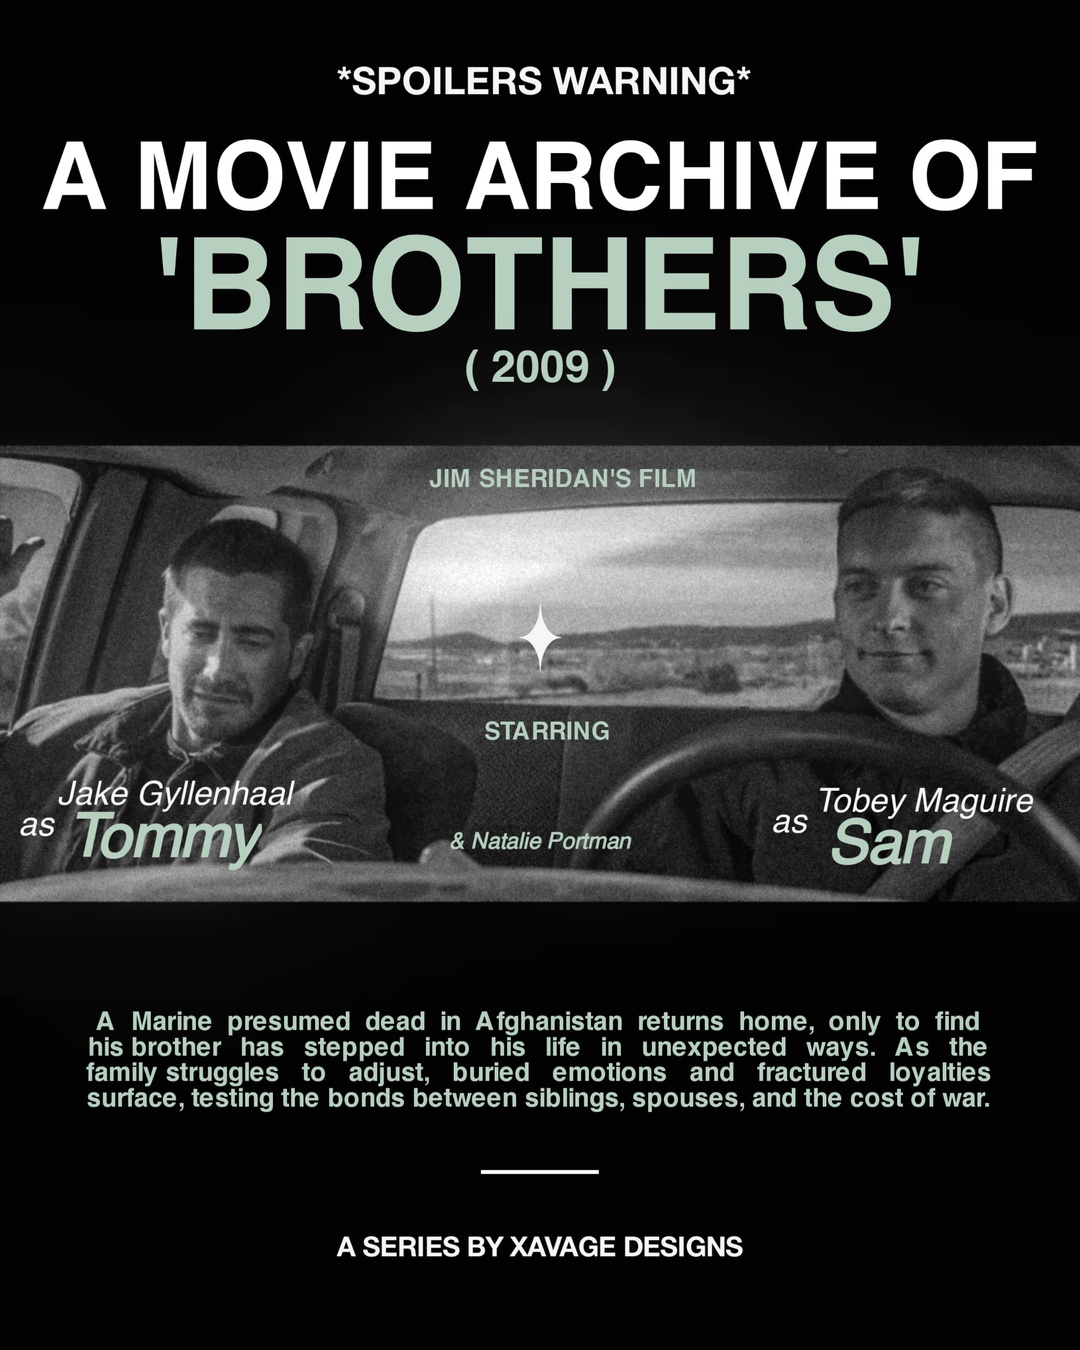 *SPOILERS WARNING*
A MOVIE ARCHIVE OF
'BROTHERS'
( 2009 )
JIM SHERIDAN'S FILM
STARRING
Jake Gyllenhaal
as Tommy
& Natalie Portman
Tobey Maguire
as Sam
A Marine presumed dead in Afghanistan returns home, only to find
his brother has stepped into his life in unexpected ways. As the
family struggles to adjust, buried emotions and fractured loyalties
surface, testing the bonds between siblings, spouses, and the cost of war.
A SERIES BY XAVAGE DESIGNS